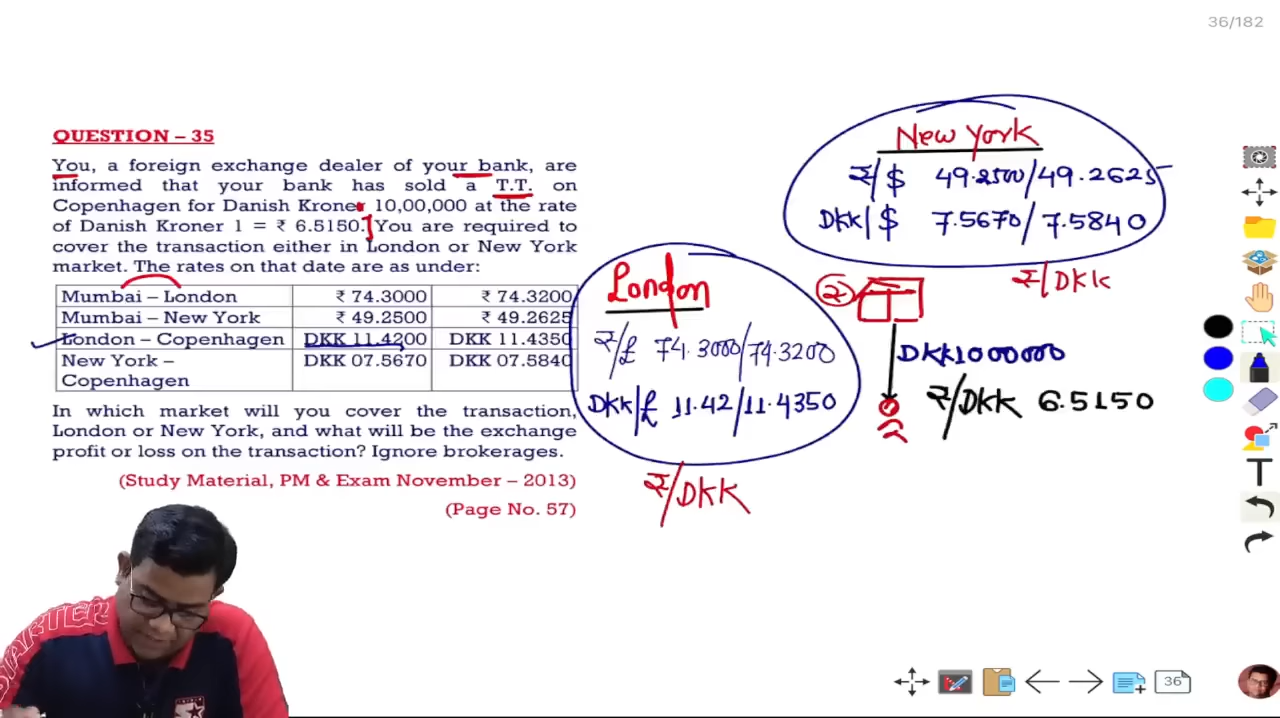 36/182
QUESTION – 35
You, a foreign exchange dealer of your bank, are
informed that your bank has sold a T.T. on
Copenhagen for Danish Kroner 10,00,000 at the rate
of Danish Kroner 1 = ₹ 6.5150. You are required to
cover the transaction either in London or New York
market. The rates on that date are as under:
Mumbai – London ₹ 74.3000 ₹ 74.3200
Mumbai – New York ₹ 49.2500 ₹ 49.2625
London – Copenhagen DKK 11.4200 DKK 11.4350
New York – Copenhagen DKK 07.5670 DKK 07.5840
In which market will you cover the transaction,
London or New York, and what will be the exchange
profit or loss on the transaction? Ignore brokerages.
(Study Material, PM & Exam November – 2013)
(Page No. 57)
London
₹/£ 74.3000/74.3200
DKK/£ 11.42/11.4350
₹/DKK
New York
₹/$ 49.2500/49.2625
DKK/$ 7.5670/7.5840
₹/DKK
DKK1000000
₹/DKK 6.5150
T
36
STARTER